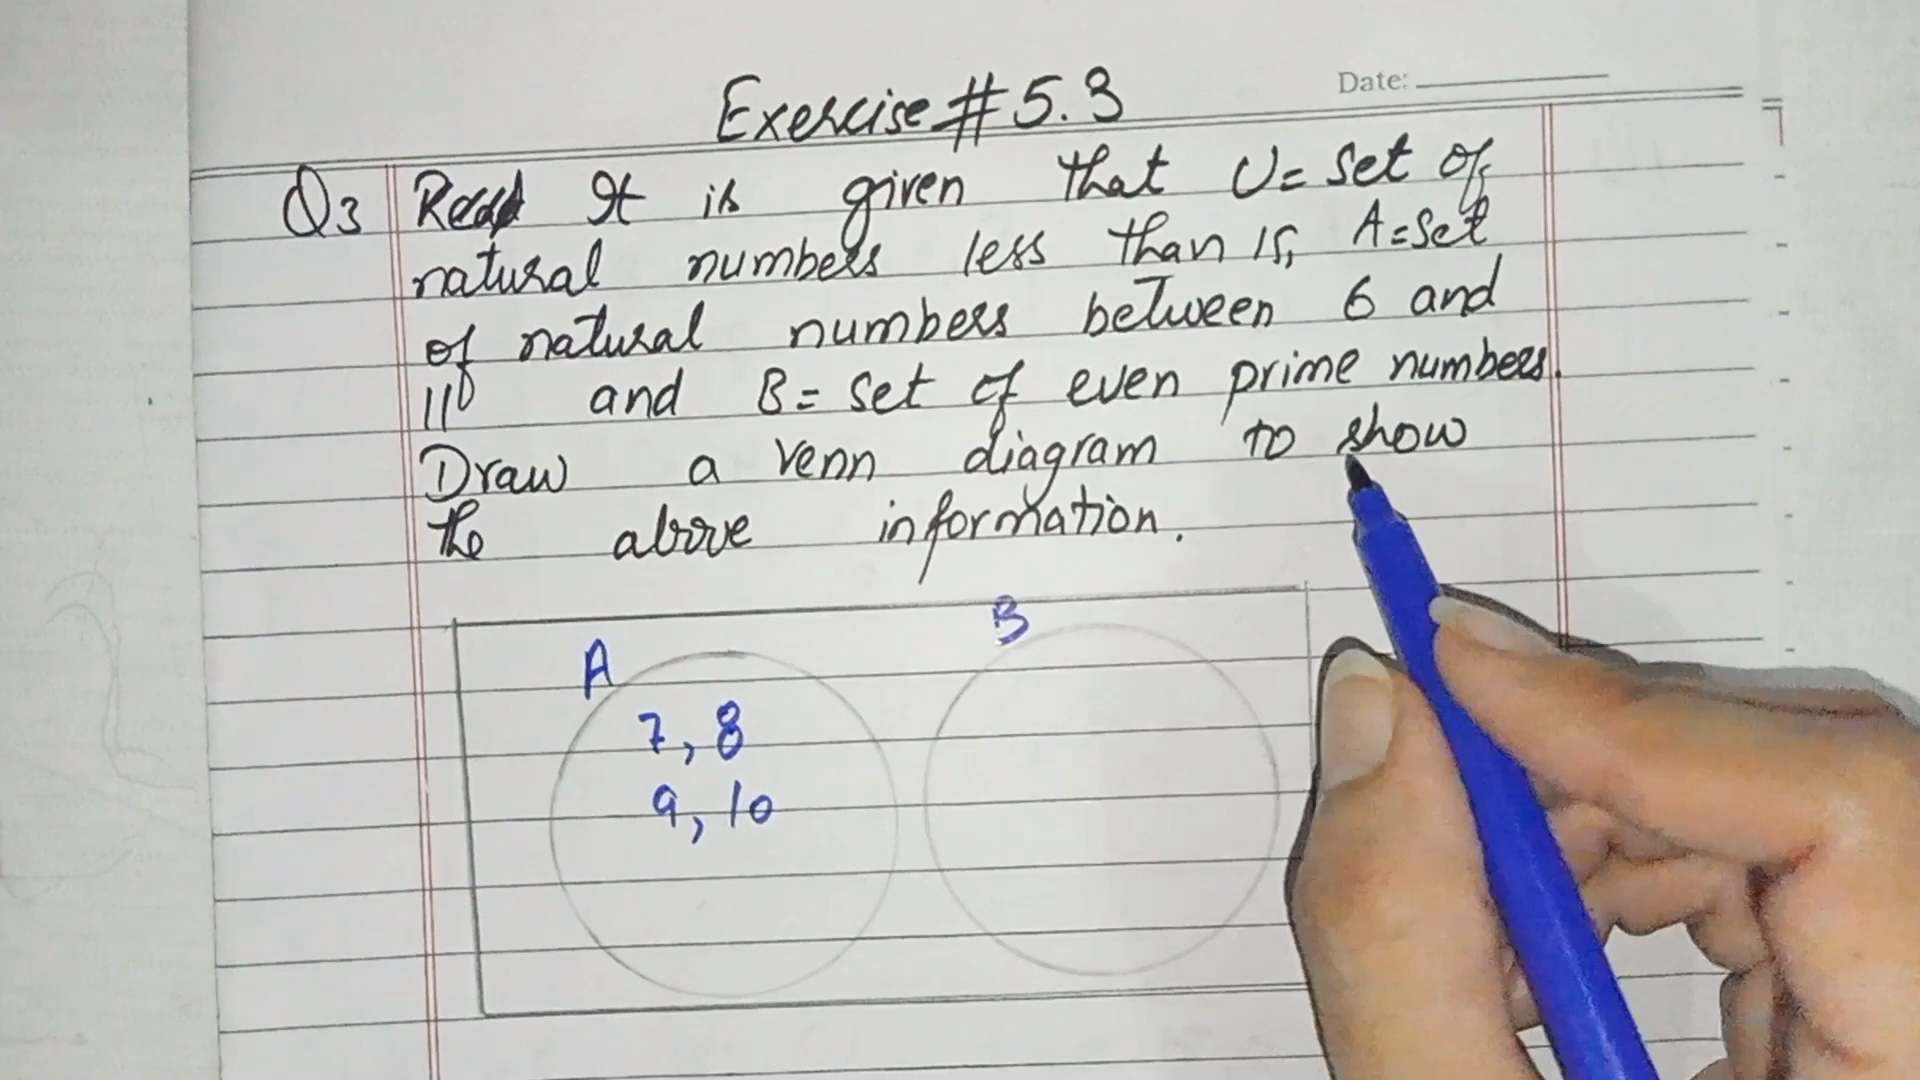 Date:
Exercise # 5.3
Q3 It is given that U= set of
natural numbers less than 15, A=set
of natural numbers between 6 and
11 and B= set of even prime numbers.
Draw a venn diagram to show
the above information.
A
B
7, 8
9, 10